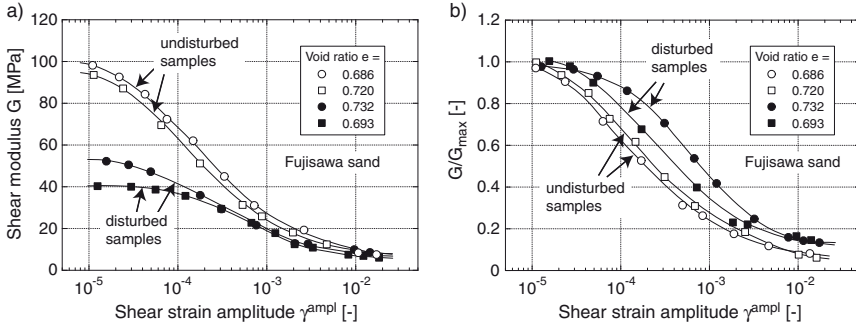 a)
Shear modulus G [MPa]
120
100
80
60
40
20
0
undisturbed
samples
Void ratio e =
0.686
0.720
0.732
0.693
Fujisawa sand
disturbed
samples
10⁻⁵
10⁻⁴
10⁻³
10⁻²
Shear strain amplitude γᵃᵐᵖˡ [-]
b)
G/Gₘₐₓ [-]
1.2
1.0
0.8
0.6
0.4
0.2
0
disturbed
samples
Void ratio e =
0.686
0.720
0.732
0.693
Fujisawa sand
undisturbed
samples
10⁻⁵
10⁻⁴
10⁻³
10⁻²
Shear strain amplitude γᵃᵐᵖˡ [-]